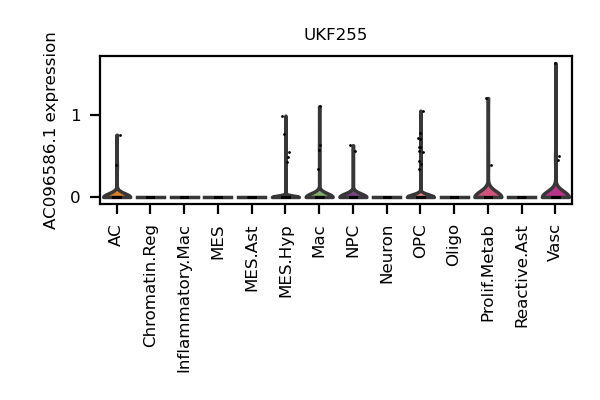 UKF255
AC096586.1 expression
1
0
AC
Chromatin.Reg
Inflammatory.Mac
MES
MES.Ast
MES.Hyp
Mac
NPC
Neuron
OPC
Oligo
Prolif.Metab
Reactive.Ast
Vasc